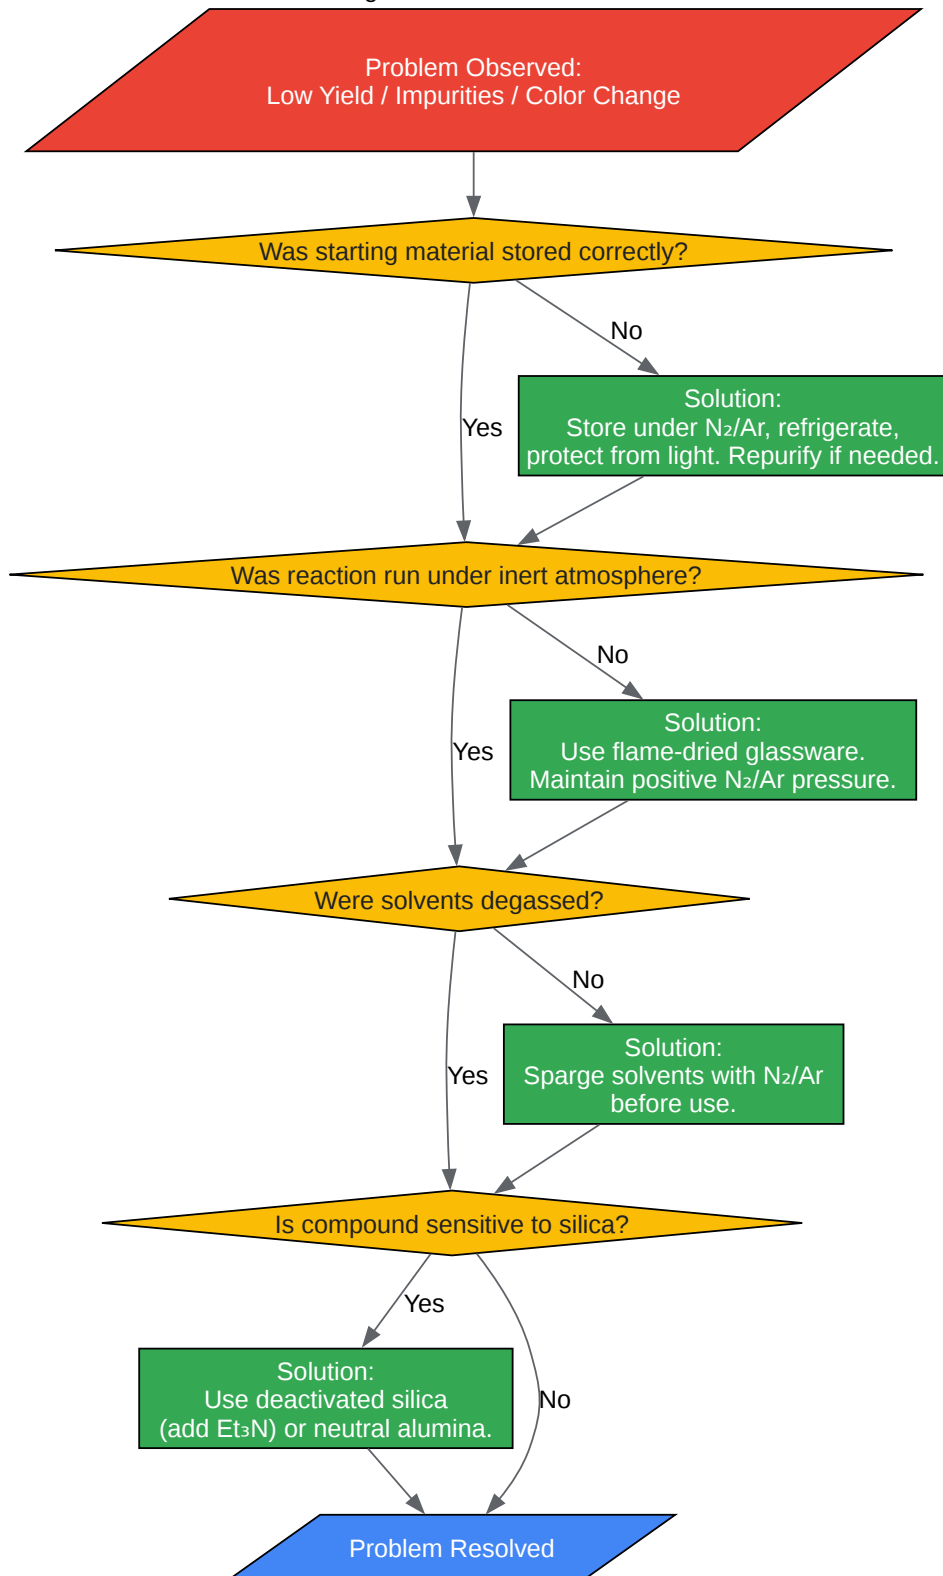 Problem Observed:
Low Yield / Impurities / Color Change
Was starting material stored correctly?
No
Yes
Solution:
Store under N₂/Ar, refrigerate,
protect from light. Repurify if needed.
Was reaction run under inert atmosphere?
No
Yes
Solution:
Use flame-dried glassware.
Maintain positive N₂/Ar pressure.
Were solvents degassed?
No
Yes
Solution:
Sparge solvents with N₂/Ar
before use.
Is compound sensitive to silica?
Yes
No
Solution:
Use deactivated silica
(add Et₃N) or neutral alumina.
Problem Resolved